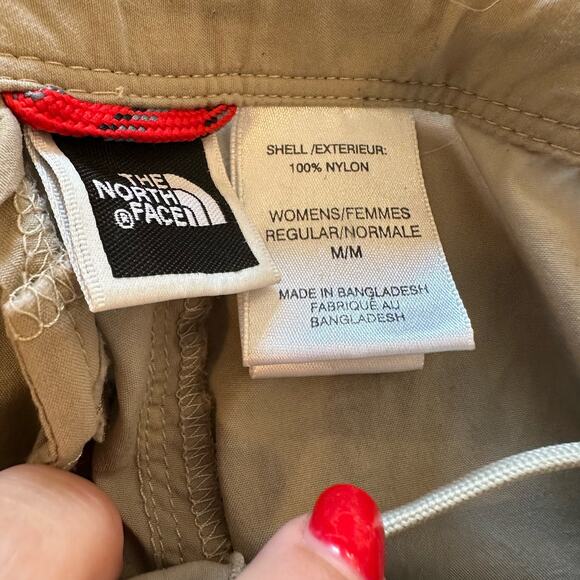 THE
NORTH
FACE
®
SHELL /EXTERIEUR:
100% NYLON
WOMENS/FEMMES
REGULAR/NORMALE
M/M
MADE IN BANGLADESH
FABRIQUÉ AU
BANGLADESH